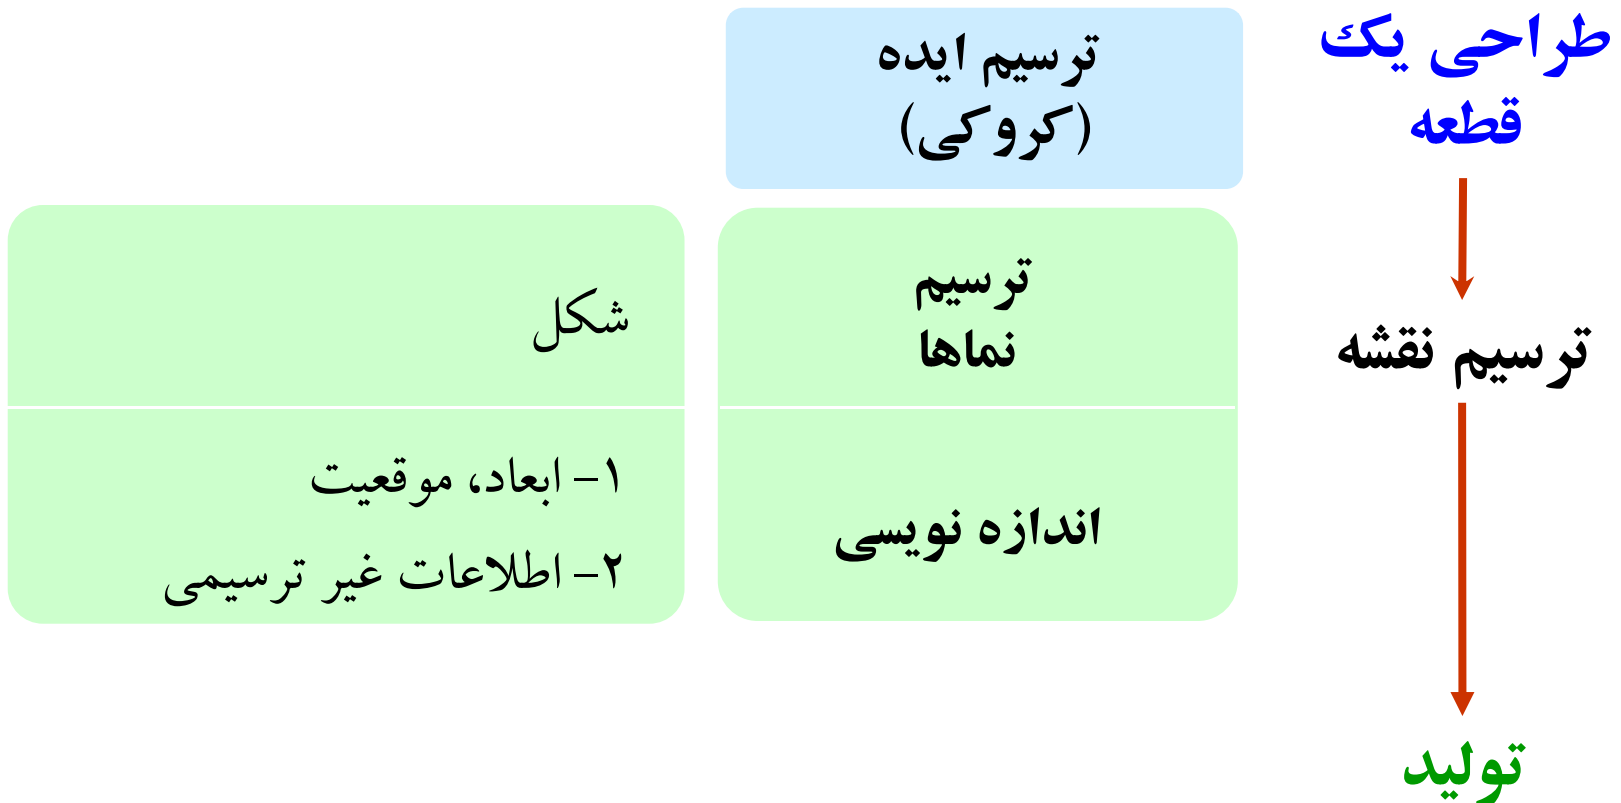 طراحی یک
قطعه
ترسیم ایده
(کروکی)
ترسیم نقشه
ترسیم
نماها
شکل
اندازه نویسی
۱- ابعاد، موقعیت
۲- اطلاعات غیر ترسیمی
تولید